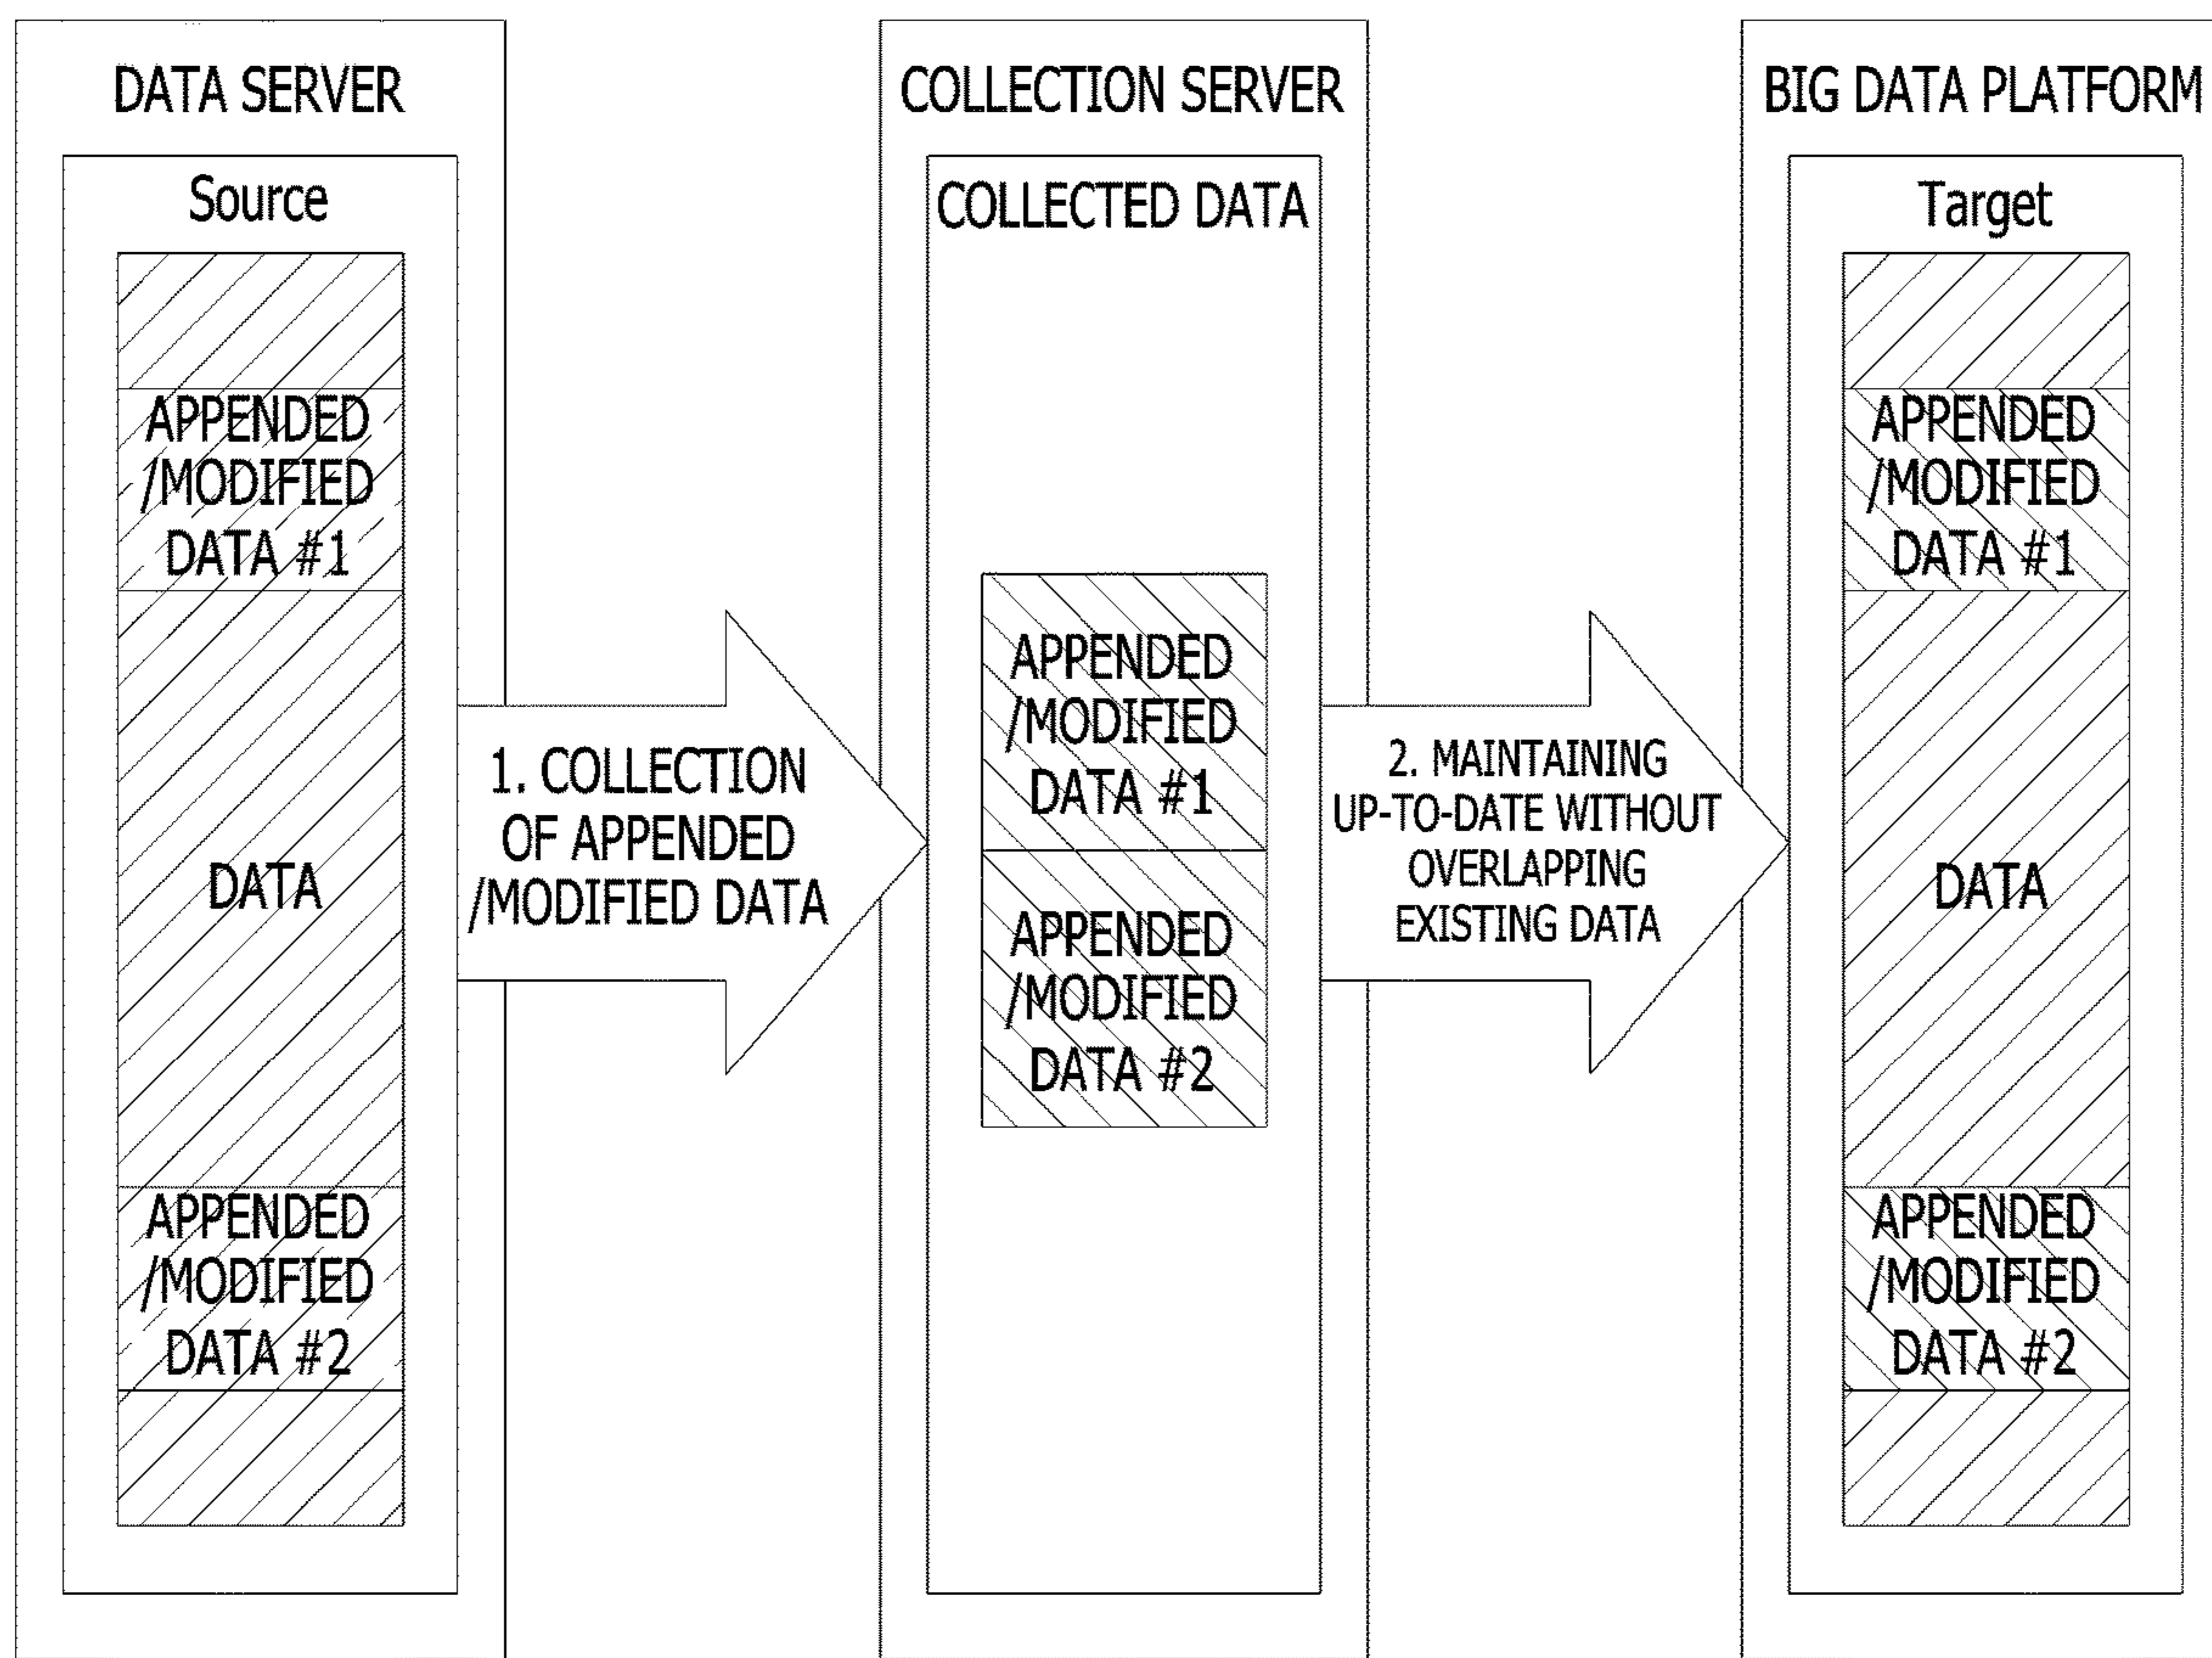 DATA SERVER
Source
APPENDED
/MODIFIED
DATA #1
DATA
APPENDED
/MODIFIED
DATA #2
1. COLLECTION
OF APPENDED
/MODIFIED DATA
COLLECTION SERVER
COLLECTED DATA
APPENDED
/MODIFIED
DATA #1
APPENDED
/MODIFIED
DATA #2
2. MAINTAINING
UP-TO-DATE WITHOUT
OVERLAPPING
EXISTING DATA
BIG DATA PLATFORM
Target
APPENDED
/MODIFIED
DATA #1
DATA
APPENDED
/MODIFIED
DATA #2